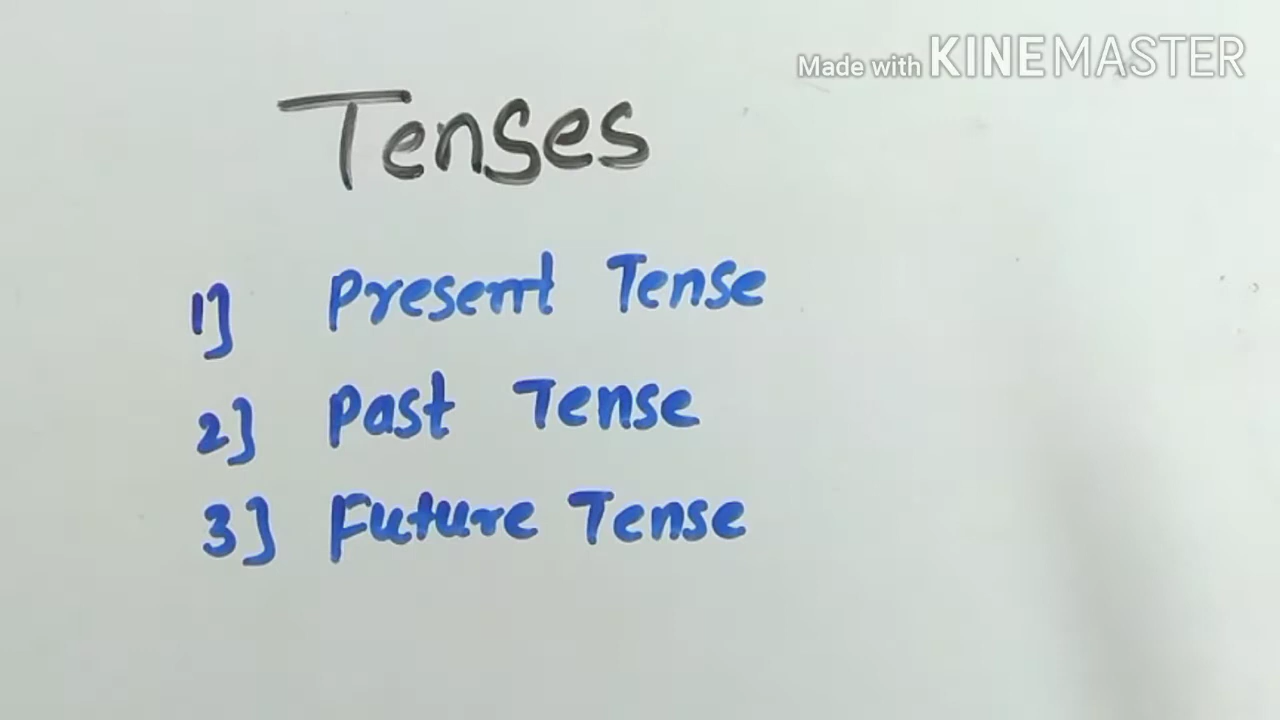 Made with KINEMASTER
Tenses
1] Present Tense
2] Past Tense
3] Future Tense